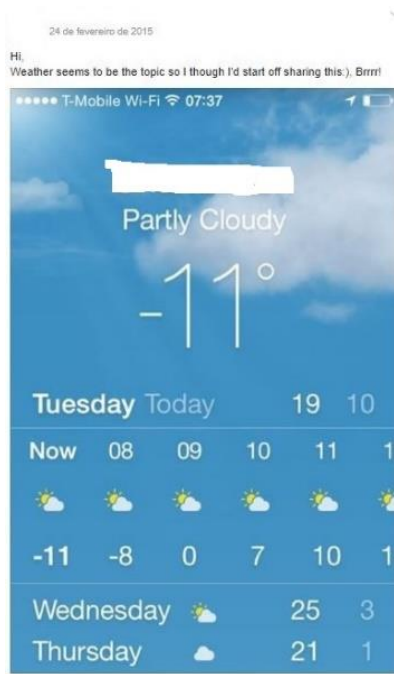 24 de fevereiro de 2015
Hi,
Weather seems to be the topic so I though I'd start off sharing this:), Brrrr!
T-Mobile Wi-Fi 07:37
Partly Cloudy
-11°
Tuesday Today 19 10
Now 08 09 10 11 1
-11 -8 0 7 10 1
Wednesday 25 3
Thursday 21 1